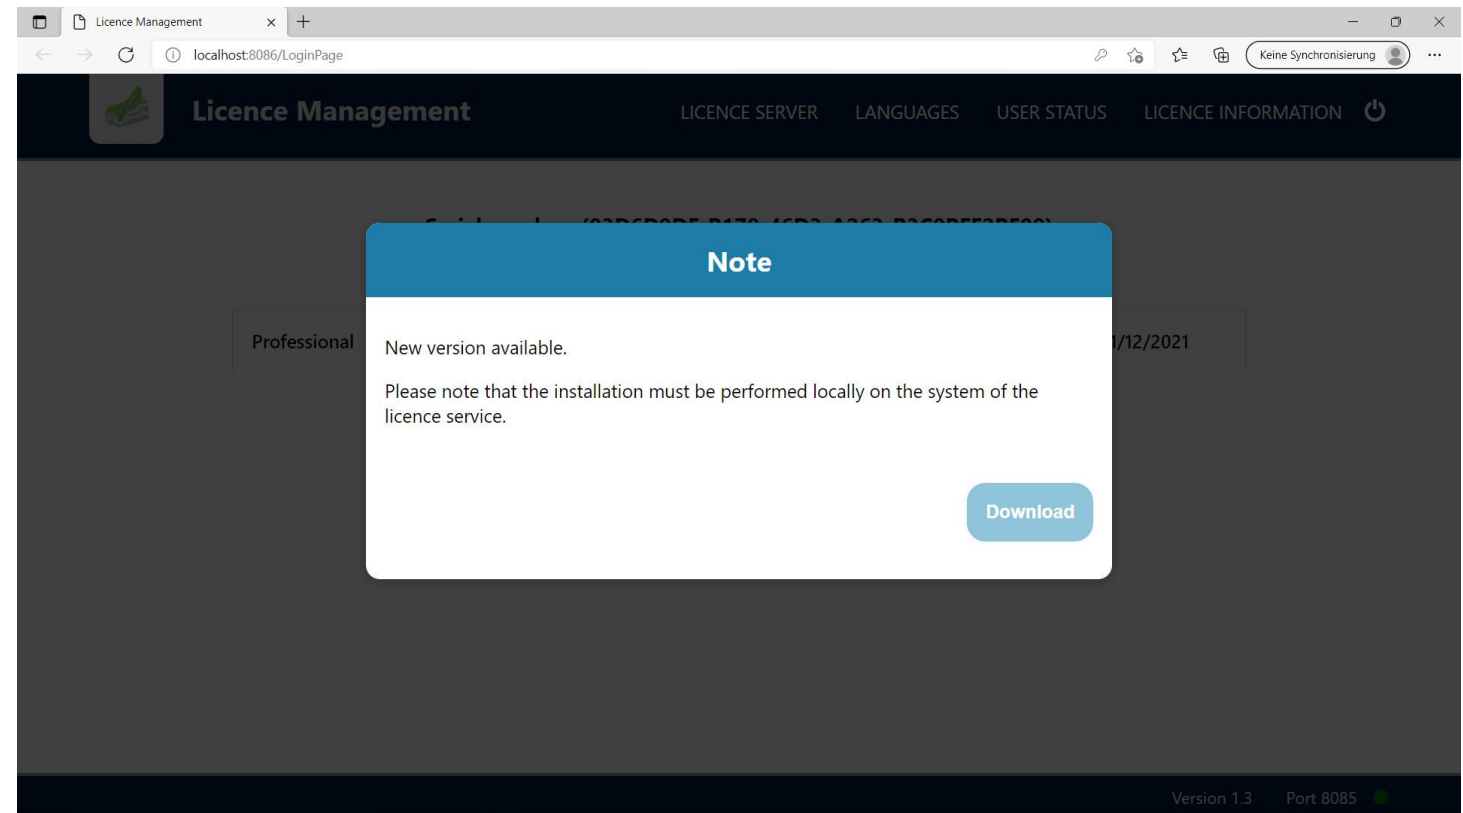 Licence Management
localhost:8086/LoginPage
Keine Synchronisierung
Licence Management LICENCE SERVER LANGUAGES USER STATUS LICENCE INFORMATION
Note
Professional /12/2021
New version available.
Please note that the installation must be performed locally on the system of the
licence service.
Download
Version 1.3 Port 8085